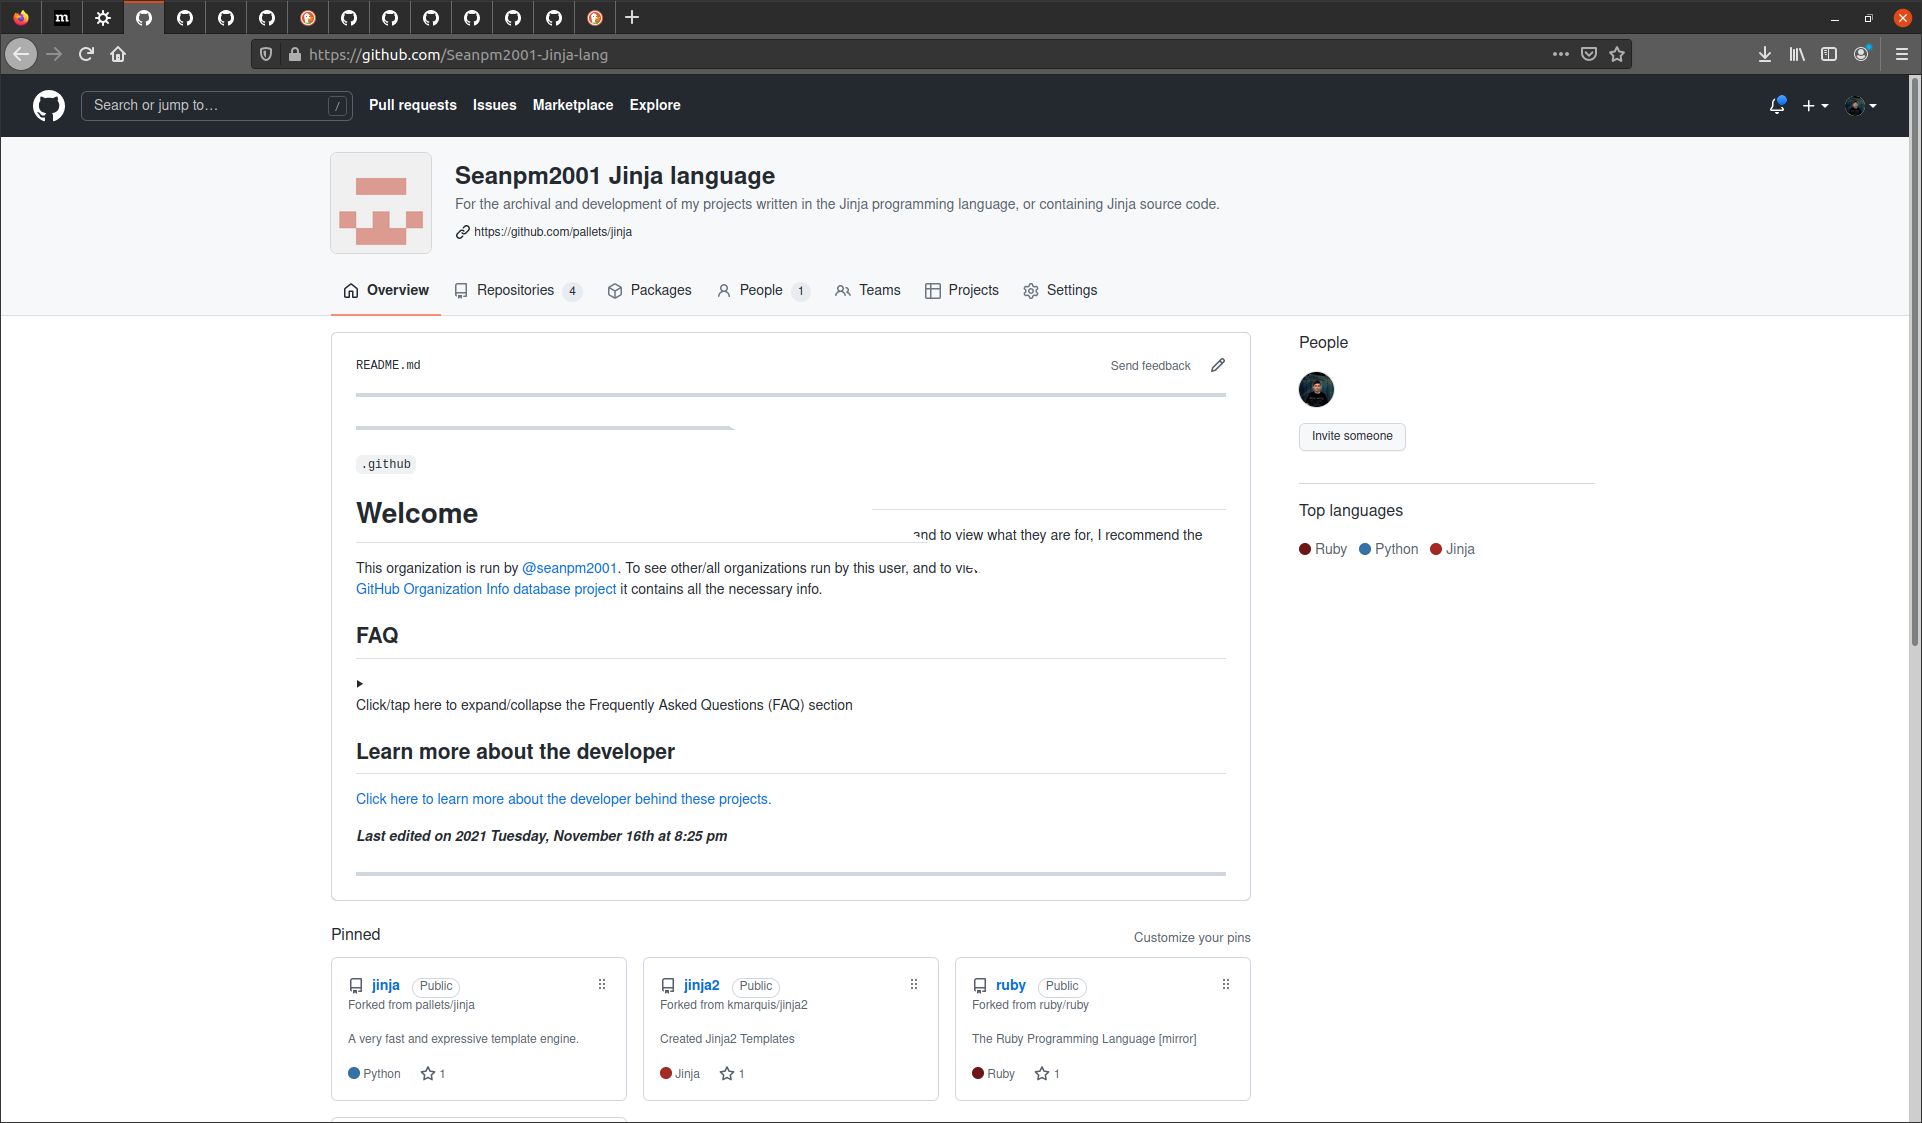 m
https://github.com/Seanpm2001-Jinja-lang
Search or jump to…
/
Pull requests
Issues
Marketplace
Explore
Seanpm2001 Jinja language
For the archival and development of my projects written in the Jinja programming language, or containing Jinja source code.
https://github.com/pallets/jinja
Overview
Repositories 4
Packages
People 1
Teams
Projects
Settings
README.md
Send feedback
.github
Welcome
and to view what they are for, I recommend the
This organization is run by @seanpm2001. To see other/all organizations run by this user, and to
GitHub Organization Info database project it contains all the necessary info.
FAQ
Click/tap here to expand/collapse the Frequently Asked Questions (FAQ) section
Learn more about the developer
Click here to learn more about the developer behind these projects.
Last edited on 2021 Tuesday, November 16th at 8:25 pm
People
Invite someone
Top languages
Ruby Python Jinja
Pinned
Customize your pins
jinja Public
Forked from pallets/jinja
A very fast and expressive template engine.
Python 1
jinja2 Public
Forked from kmarquis/jinja2
Created Jinja2 Templates
Jinja 1
ruby Public
Forked from ruby/ruby
The Ruby Programming Language [mirror]
Ruby 1